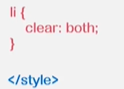 li {
clear: both;
}
</style>